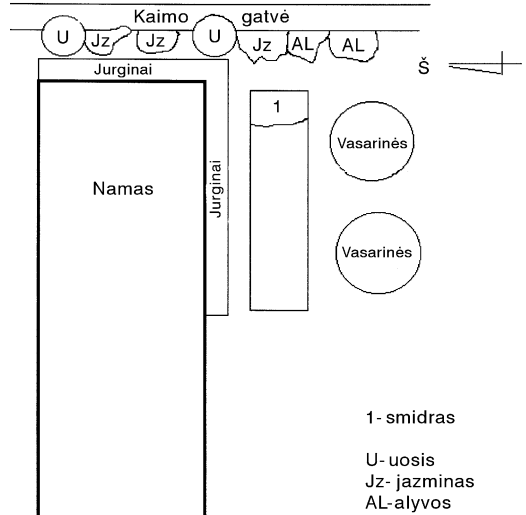 Kaimo gatvė
U Jz Jz U Jz AL AL
Š
Jurginai
1
Namas
Jurginai
Vasarinės
Vasarinės
1- smidras
U- uosis
Jz- jazminas
AL-alyvos